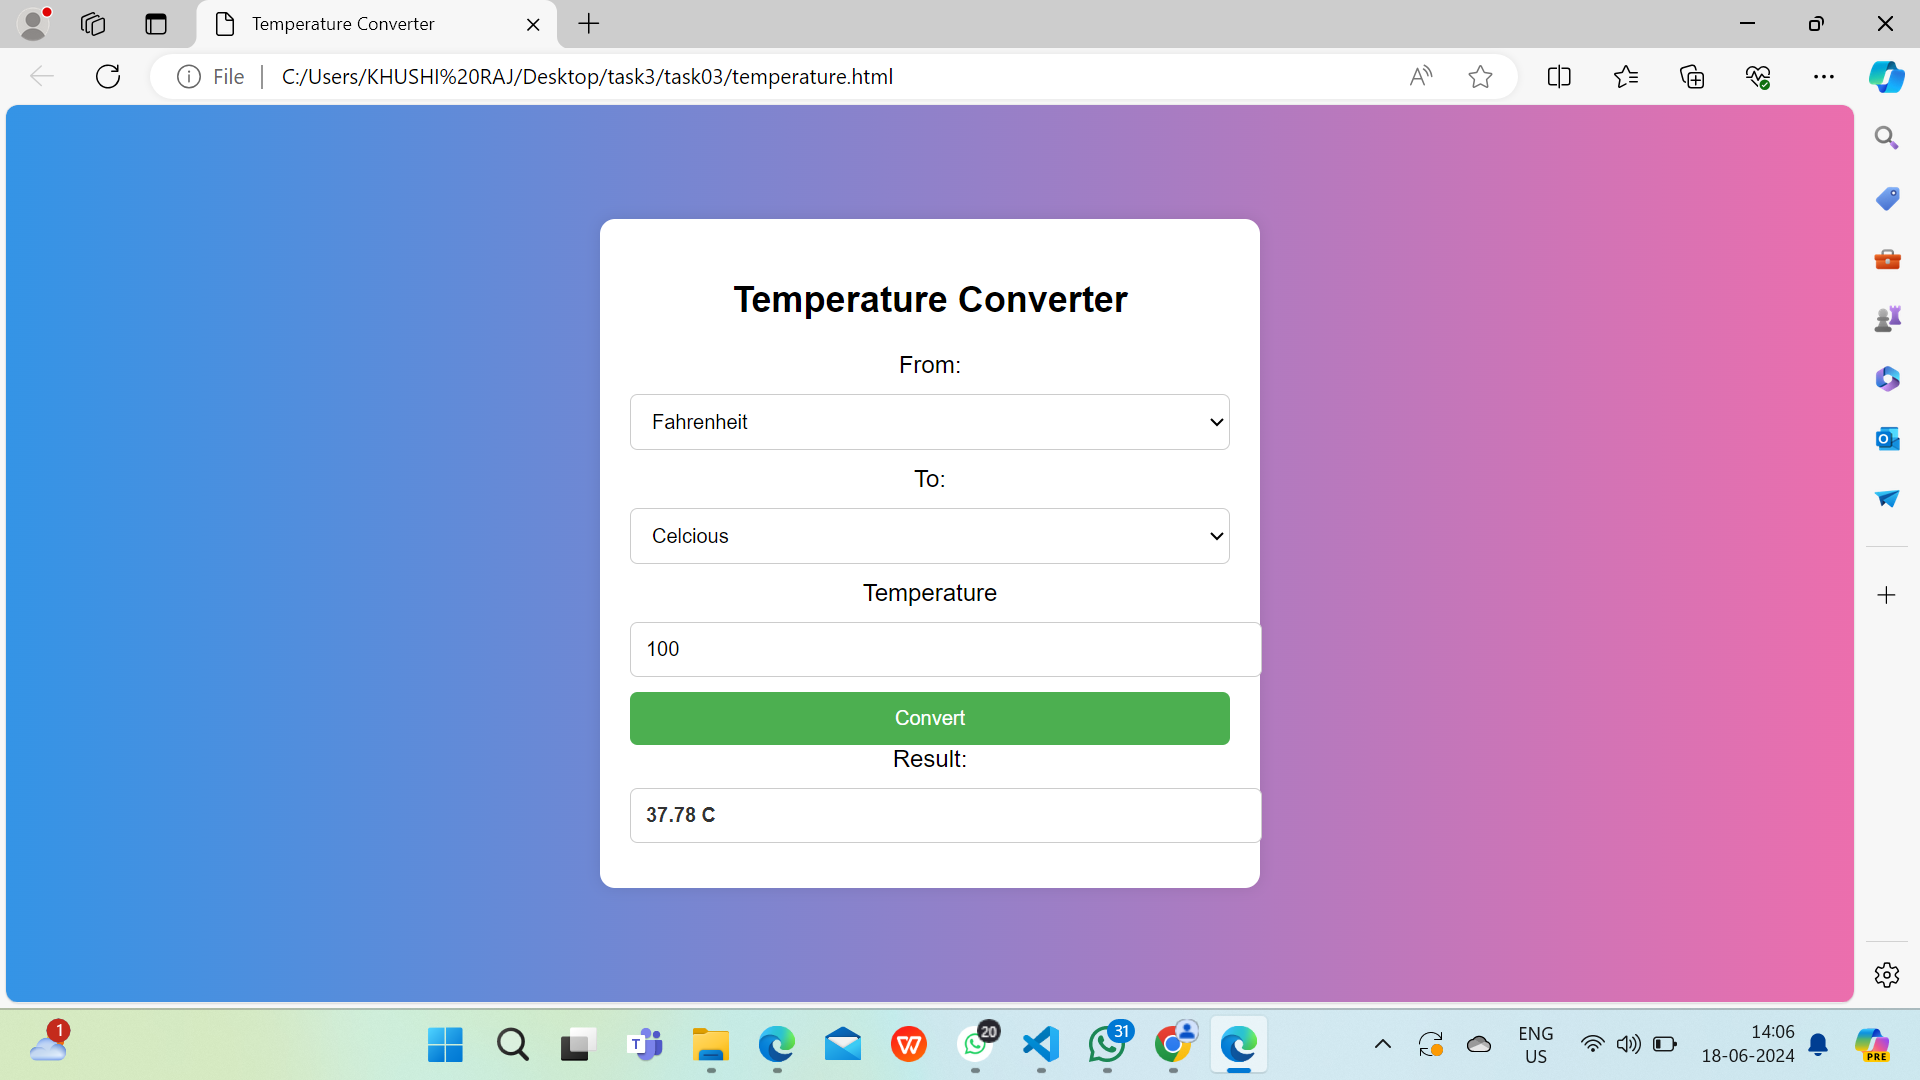 Temperature Converter
File
C:/Users/KHUSHI%20RAJ/Desktop/task3/task03/temperature.html
Temperature Converter
From:
Fahrenheit
To:
Celcious
Temperature
100
Convert
Result:
37.78 C
1
20
31
ENG
US
14:06
18-06-2024
PRE